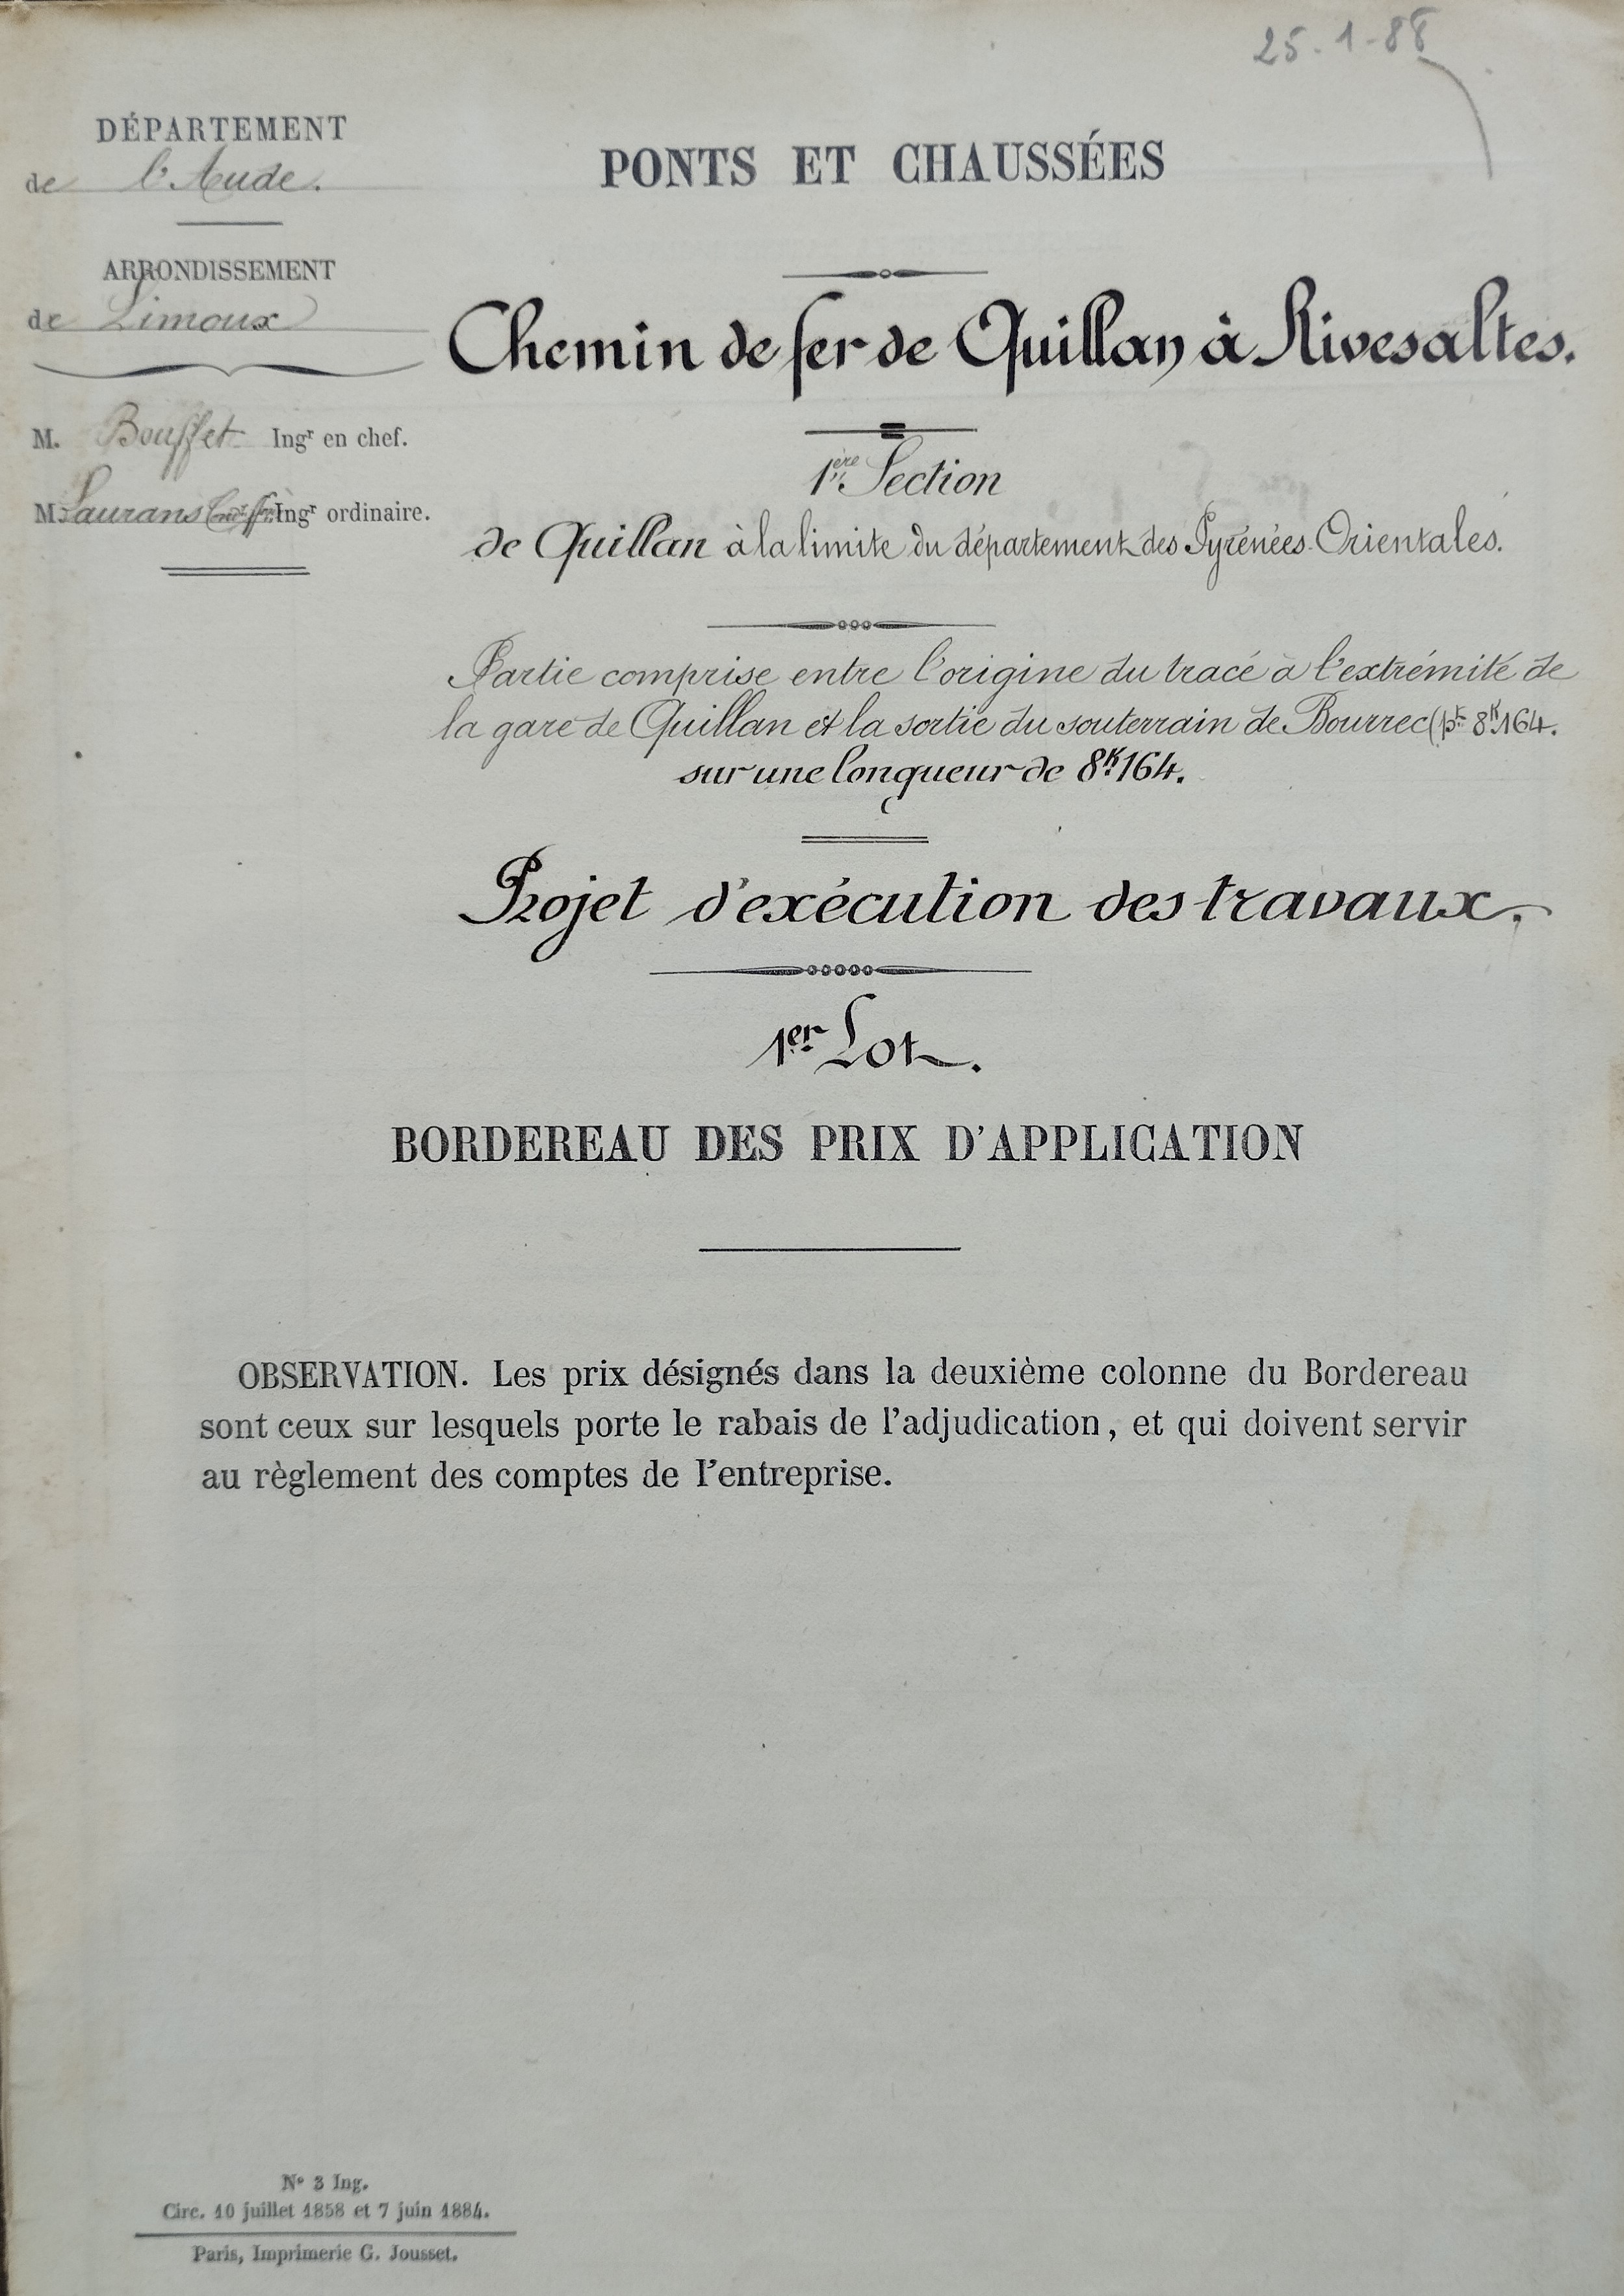 25-1-88
DÉPARTEMENT
de l'Aude.
ARRONDISSEMENT
de Limoux
M. Bouffet Ingr en chef.
M. Laurans Ingr ordinaire.
PONTS ET CHAUSSÉES
Chemin de fer de Quillan à Rivesaltes.
1ère Section
de Quillan à la limite du département des Pyrénées-Orientales.
Partie comprise entre l'origine du tracé à l'extrémité de
la gare de Quillan et la sortie du souterrain de Bourrec (pt 8K164.
sur une longueur de 8K164.
Projet d'exécution des travaux.
1er Lot.
BORDEREAU DES PRIX D'APPLICATION
OBSERVATION. Les prix désignés dans la deuxième colonne du Bordereau
sont ceux sur lesquels porte le rabais de l'adjudication, et qui doivent servir
au règlement des comptes de l'entreprise.
No 3 Ing.
Circ. 10 juillet 1858 et 7 juin 1884.
Paris, Imprimerie G. Jousset.